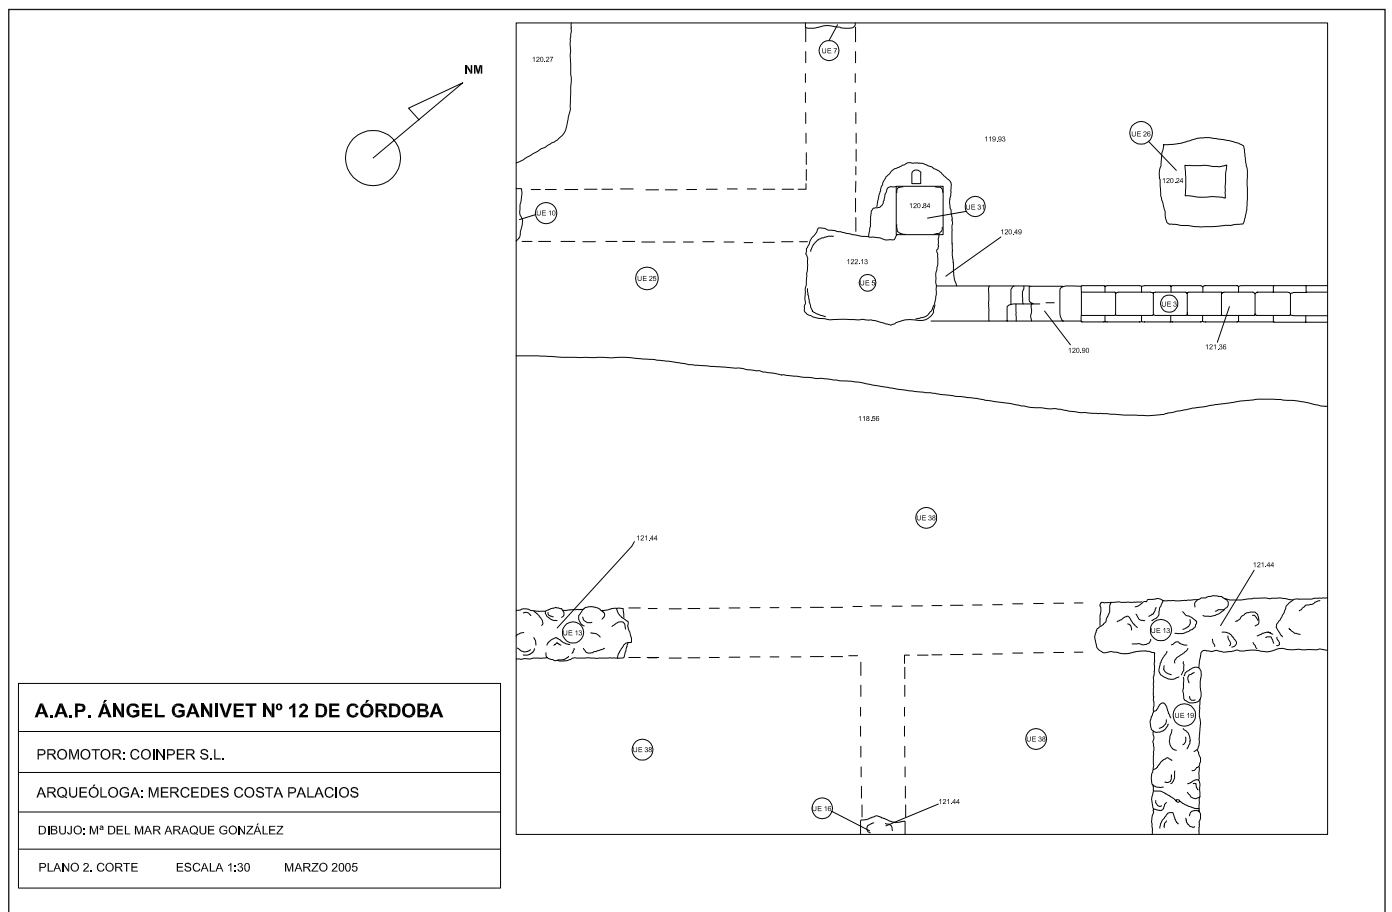 NM
UE 7
120.27
119.93
UE 26
120.24
UE 10
120.84
UE 31
120.49
122.13
UE 25
UE 5
UE 3
120.90
121.36
118.56
UE 38
121.44
121.44
UE 13
UE 13
UE 19
UE 38
UE 38
UE 16
121.44
A.A.P. ÁNGEL GANIVET Nº 12 DE CÓRDOBA
PROMOTOR: COINPER S.L.
ARQUEÓLOGA: MERCEDES COSTA PALACIOS
DIBUJO: Mª DEL MAR ARAQUE GONZÁLEZ
PLANO 2. CORTE ESCALA 1:30 MARZO 2005